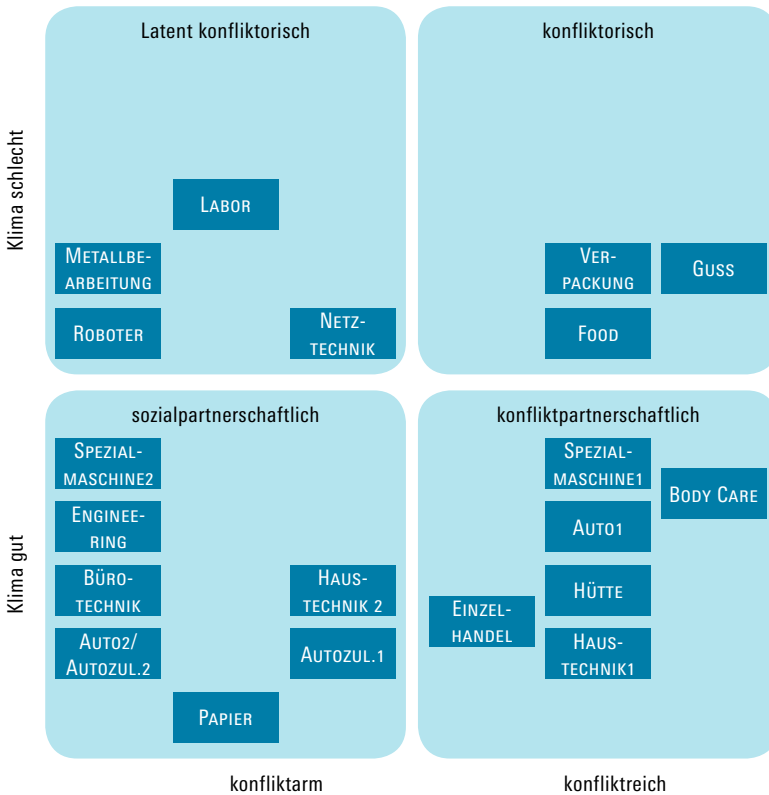 Latent konfliktorisch
konfliktorisch
Klima schlecht
LABOR
METALLBE-
ARBEITUNG
VER-
PACKUNG
GUSS
ROBOTER
NETZ-
TECHNIK
FOOD
sozialpartnerschaftlich
konfliktpartnerschaftlich
Klima gut
SPEZIAL-
MASCHINE2
SPEZIAL-
MASCHINE1
BODY CARE
ENGINEE-
RING
AUTO1
BÜRO-
TECHNIK
HAUS-
TECHNIK 2
HÜTTE
EINZEL-
HANDEL
AUTO2/
AUTOZUL.2
AUTOZUL.1
HAUS-
TECHNIK1
PAPIER
konfliktarm
konfliktreich